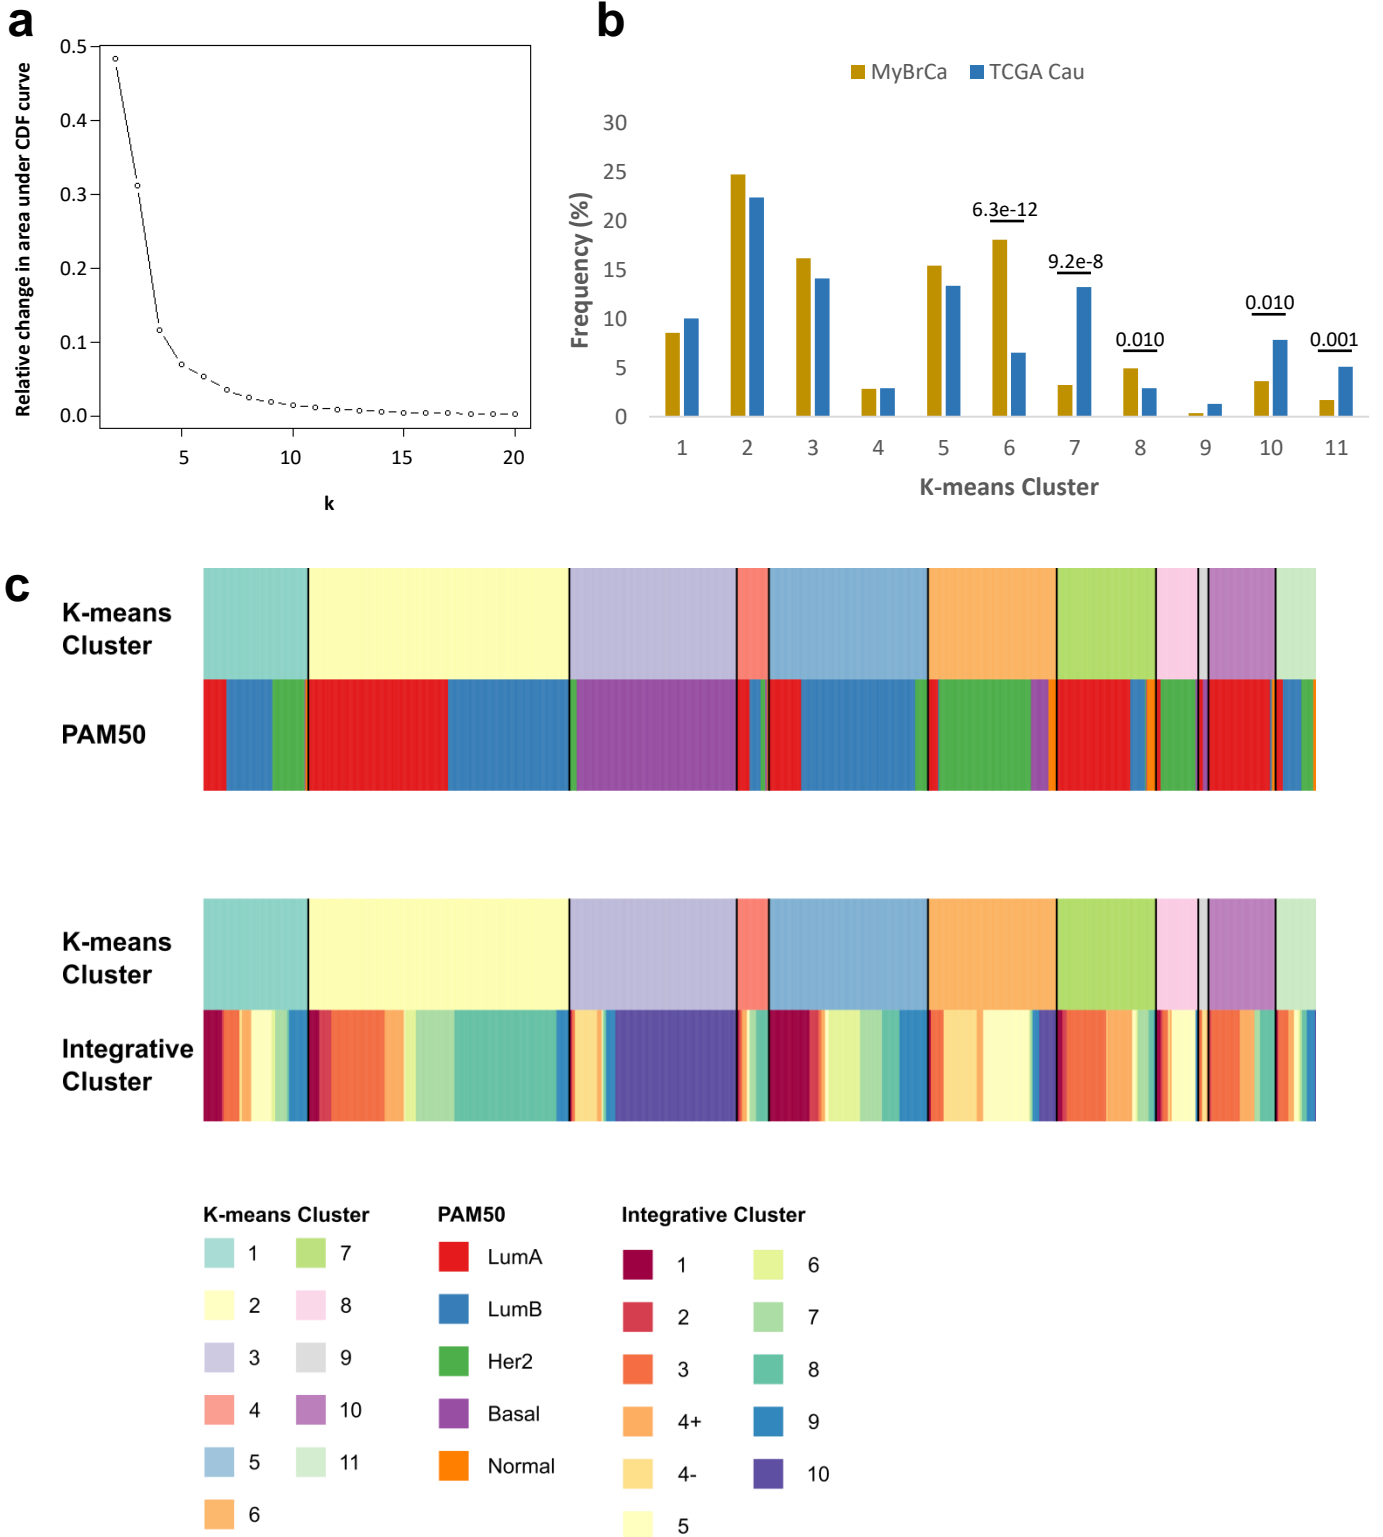 a
Relative change in area under CDF curve
0.5
0.4
0.3
0.2
0.1
0.0
5
10
15
20
k
b
MyBrCa
TCGA Cau
Frequency (%)
30
25
20
15
10
5
0
6.3e-12
9.2e-8
0.010
0.010
0.001
1
2
3
4
5
6
7
8
9
10
11
K-means Cluster
c
K-means
Cluster
PAM50
K-means
Cluster
Integrative
Cluster
K-means Cluster
1
2
3
4
5
6
7
8
9
10
11
PAM50
LumA
LumB
Her2
Basal
Normal
Integrative Cluster
1
2
3
4+
4-
5
6
7
8
9
10